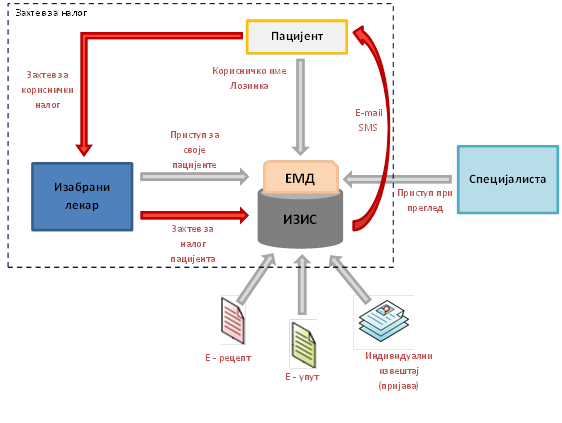 Захтев за налог
Пацијент
Захтев за
кориснички
налог
Корисничко име
Лозинка
E-mail
SMS
Приступ за
своје
пацијенте
Изабрани
лекар
ЕМД
ИЗИС
Специјалиста
Приступ при
преглед
Захтев за
налог
пацијента
Е - рецепт
Е - упут
Индивидуални
извештај
(пријава)